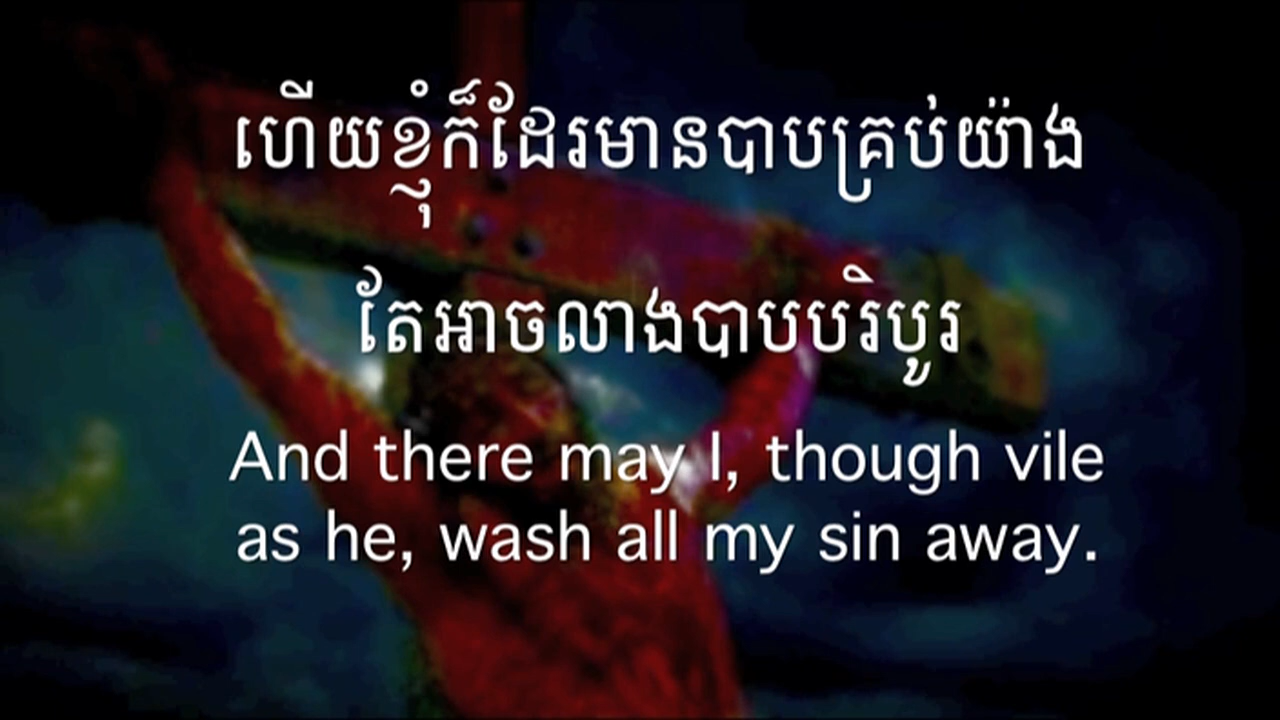 ហើយខ្ញុំក៏ដែរមានបាបគ្រប់យ៉ាង
តែអាចលាងបាបបរិបូរ
And there may I, though vile
as he, wash all my sin away.